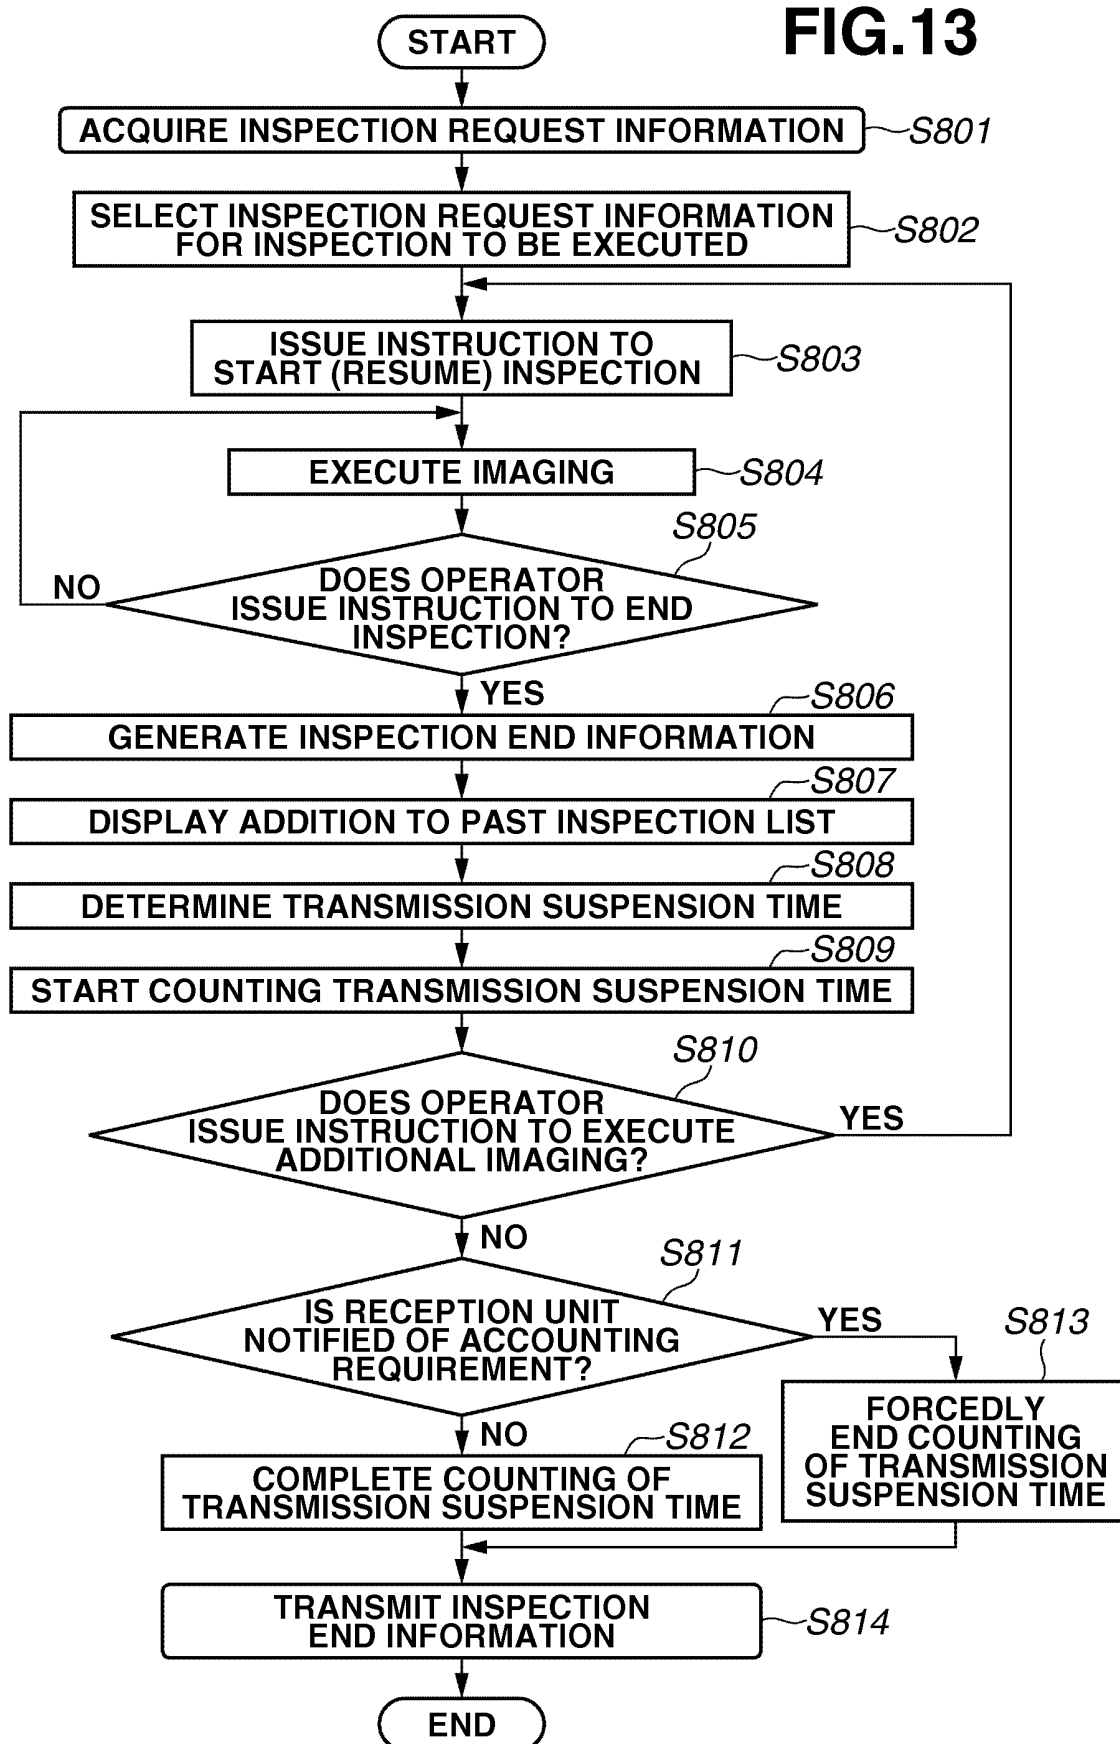 FIG.13
START
ACQUIRE INSPECTION REQUEST INFORMATION
S801
SELECT INSPECTION REQUEST INFORMATION
FOR INSPECTION TO BE EXECUTED
S802
ISSUE INSTRUCTION TO
START (RESUME) INSPECTION
S803
EXECUTE IMAGING
S804
S805
DOES OPERATOR
ISSUE INSTRUCTION TO END
INSPECTION?
NO
YES
S806
GENERATE INSPECTION END INFORMATION
S807
DISPLAY ADDITION TO PAST INSPECTION LIST
S808
DETERMINE TRANSMISSION SUSPENSION TIME
S809
START COUNTING TRANSMISSION SUSPENSION TIME
S810
DOES OPERATOR
ISSUE INSTRUCTION TO EXECUTE
ADDITIONAL IMAGING?
YES
NO
S811
IS RECEPTION UNIT
NOTIFIED OF ACCOUNTING
REQUIREMENT?
YES
S813
FORCEDLY
END COUNTING
OF TRANSMISSION
SUSPENSION TIME
NO
S812
COMPLETE COUNTING OF
TRANSMISSION SUSPENSION TIME
TRANSMIT INSPECTION
END INFORMATION
S814
END